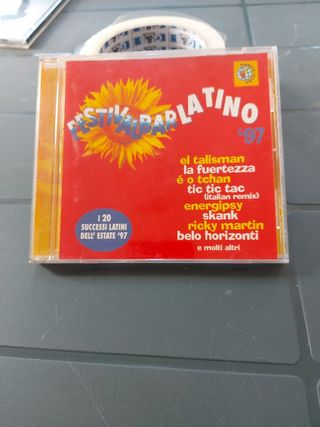 FESTIVALBAR LATINO
'97
el talisman
la fuertezza
é o tchan
tic tic tac
(italian remix)
energipsy
skank
ricky martin
belo horizonti
e molti altri
I 20
SUCCESSI LATINI
DELL' ESTATE '97